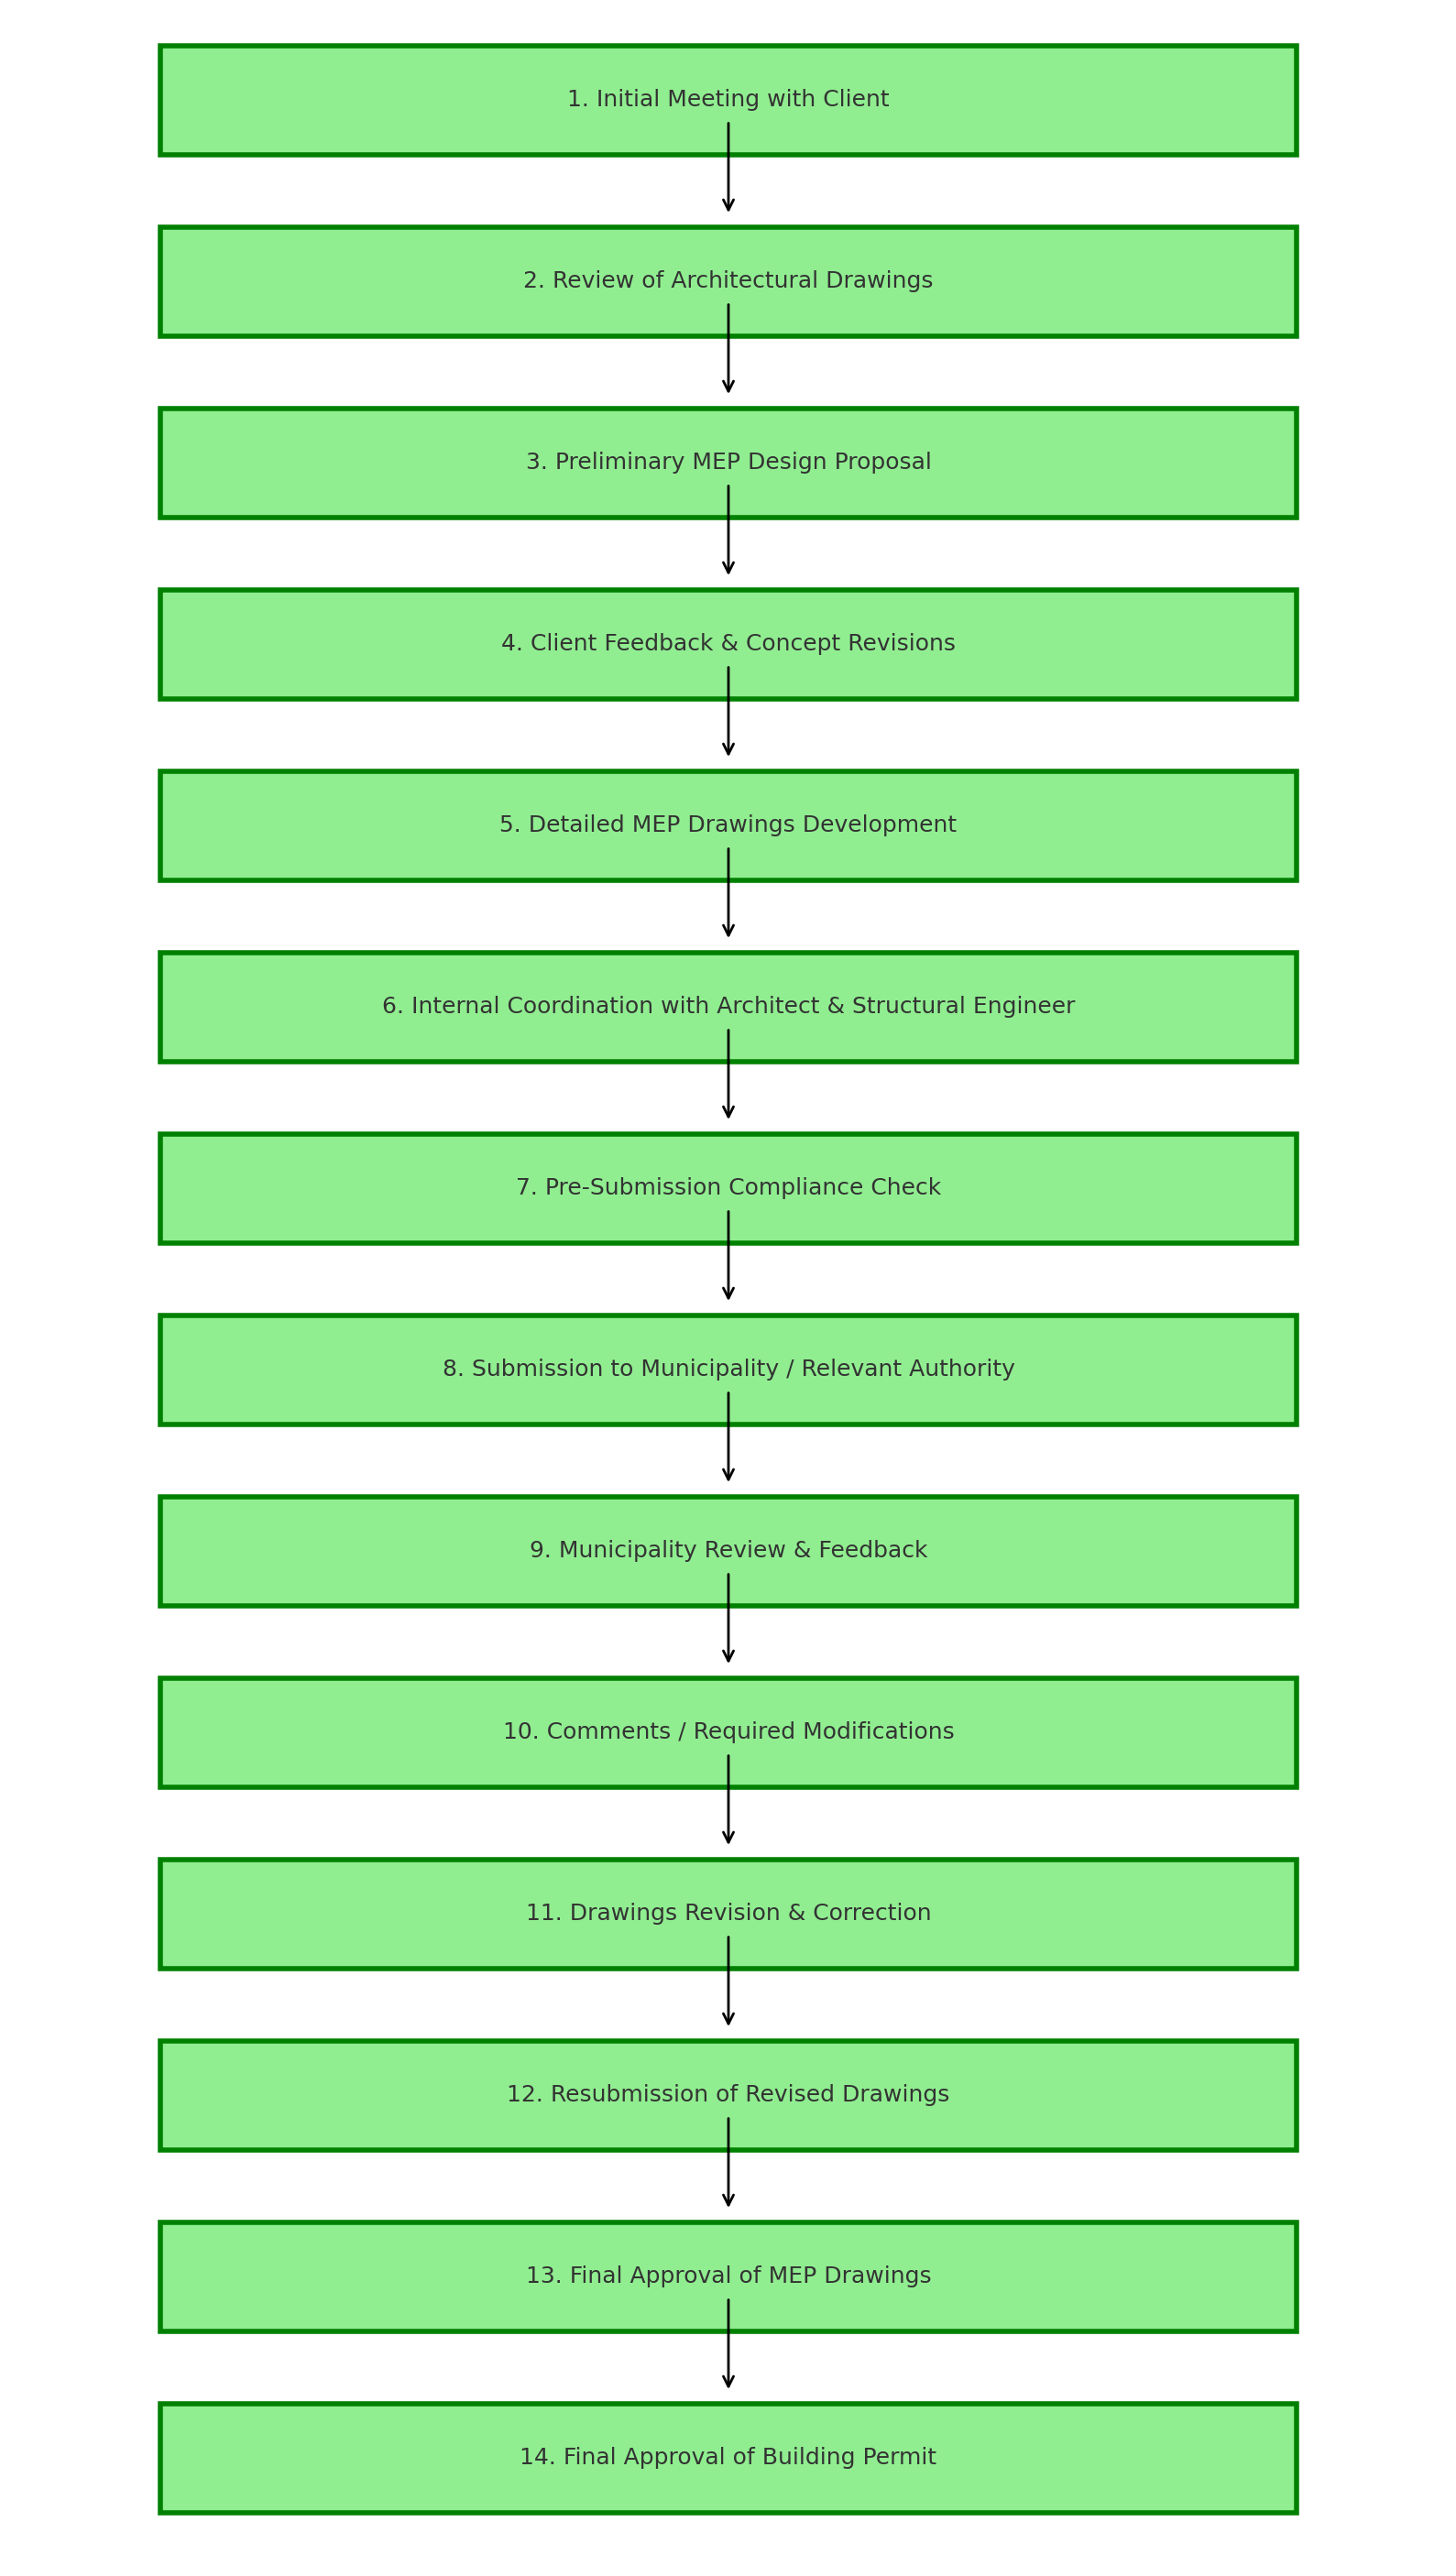 1. Initial Meeting with Client
2. Review of Architectural Drawings
3. Preliminary MEP Design Proposal
4. Client Feedback & Concept Revisions
5. Detailed MEP Drawings Development
6. Internal Coordination with Architect & Structural Engineer
7. Pre-Submission Compliance Check
8. Submission to Municipality / Relevant Authority
9. Municipality Review & Feedback
10. Comments / Required Modifications
11. Drawings Revision & Correction
12. Resubmission of Revised Drawings
13. Final Approval of MEP Drawings
14. Final Approval of Building Permit